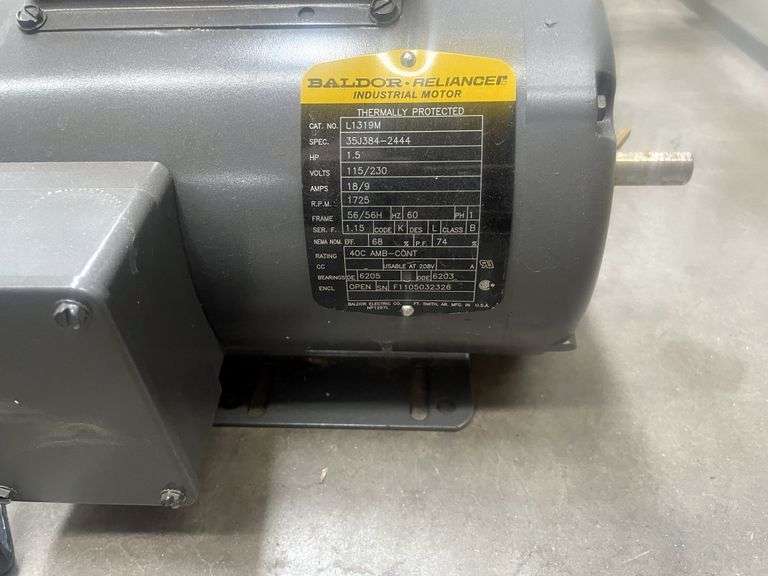 BALDOR • RELIANCE
INDUSTRIAL MOTOR
THERMALLY PROTECTED
CAT. NO. L1319M
SPEC. 35J384-2444
HP 1.5
VOLTS 115/230
AMPS 18/9
R.P.M. 1725
FRAME 56/56H HZ 60 PH 1
SER. F. 1.15 CODE K DES L CLASS B
NEMA NOM. EFF. 68 % P.F. 74 %
RATING 40C AMB-CONT
CC USABLE AT 208V A
BEARINGS DE 6205 ODE 6203
ENCL OPEN SN F1105032326
BALDOR ELECTRIC CO. FT. SMITH, AR. MFG. IN U.S.A.